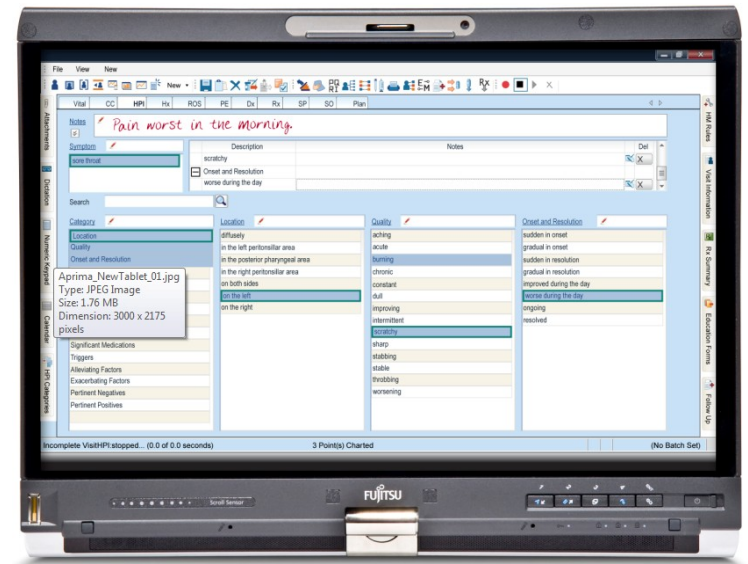 File View New
New
Vital CC HPI Hx ROS PE Dx Rx SP SO Plan
Notes
Pain worst in the morning.
Symptom
sore throat
Description Notes Del
scratchy X
Onset and Resolution
worse during the day X
Search
Category
Location
Quality
Onset and Resolution
Significant Medications
Triggers
Alleviating Factors
Exacerbating Factors
Pertinent Negatives
Pertinent Positives
Aprima_NewTablet_01.jpg
Type: JPEG Image
Size: 1.76 MB
Dimension: 3000 x 2175
pixels
Location
diffusely
in the left peritonsillar area
in the posterior pharyngeal area
in the right peritonsillar area
on both sides
on the left
on the right
Quality
aching
acute
burning
chronic
constant
dull
improving
intermittent
scratchy
sharp
stabbing
stable
throbbing
worsening
Onset and Resolution
sudden in onset
gradual in onset
sudden in resolution
gradual in resolution
improved during the day
worse during the day
ongoing
resolved
Attachments
Dictation
Numeric Keypad
Calendar
HPI Categories
HM Rules
Visit Information
Rx Summary
Education Forms
Follow Up
Incomplete VisitHPI:stopped... (0.0 of 0.0 seconds) 3 Point(s) Charted (No Batch Set)
Scroll Sensor
FUJITSU